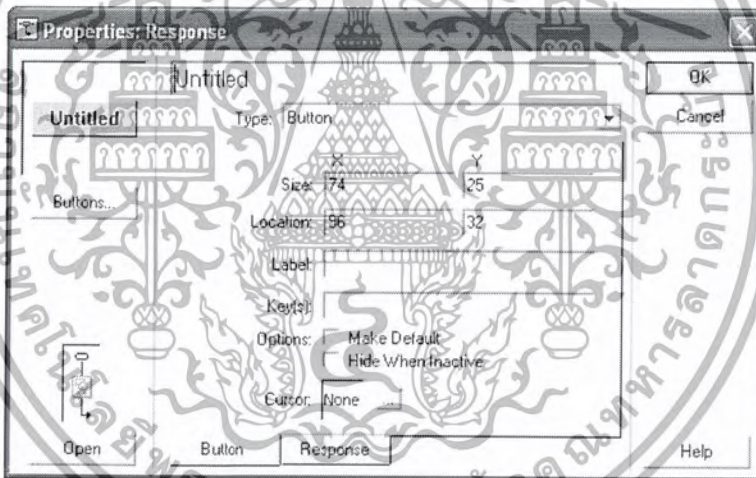 Properties: Response
Untitled
OK
Untitled
Type: Button
Cancel
X Y
Size: 74 25
Buttons...
Location: 96 32
Label:
Key(s):
Options: Make Default
Hide When Inactive
Cursor: None ...
Open
Button Response
Help